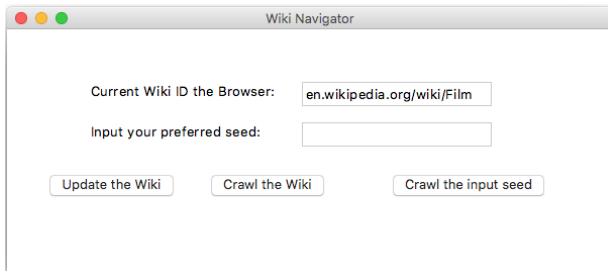 Wiki Navigator
Current Wiki ID the Browser: en.wikipedia.org/wiki/Film
Input your preferred seed:
Update the Wiki Crawl the Wiki Crawl the input seed